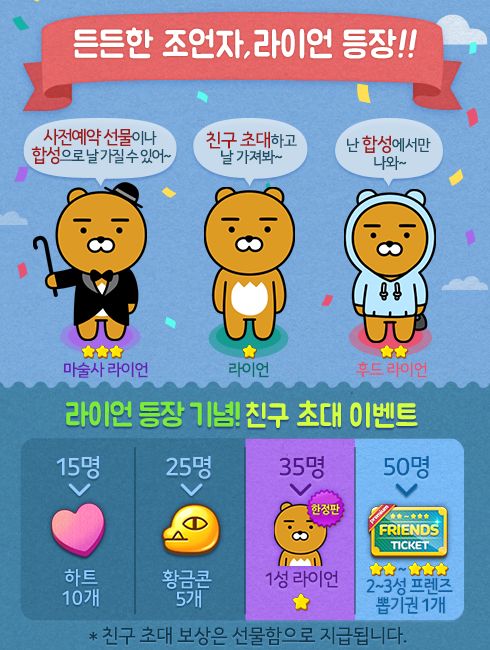 든든한 조언자, 라이언 등장!!
사전예약 선물이나
합성으로 날 가질 수 있어~
친구 초대하고
날 가져봐~
난 합성에서만
나와~
마술사 라이언
라이언
후드 라이언
라이언 등장 기념! 친구 초대 이벤트
15명
25명
35명
50명
한정판
Premium
FRIENDS
TICKET
하트
10개
황금콘
5개
1성 라이언
2~3성 프렌즈
뽑기권 1개
* 친구 초대 보상은 선물함으로 지급됩니다.